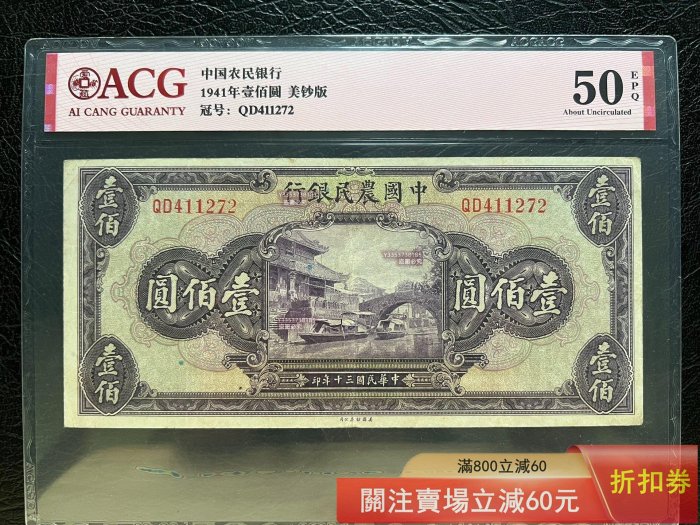 ACG
AI CANG GUARANTY
中国农民银行
1941年壹佰圆 美钞版
冠号: QD411272
50
EPQ
About Uncirculated
壹佰
行銀民農國中
壹佰
QD411272
QD411272
圓佰壹
圓佰壹
壹佰
印年十三國民華中
壹佰
滿800立減60
關注賣場立減60元
折扣券